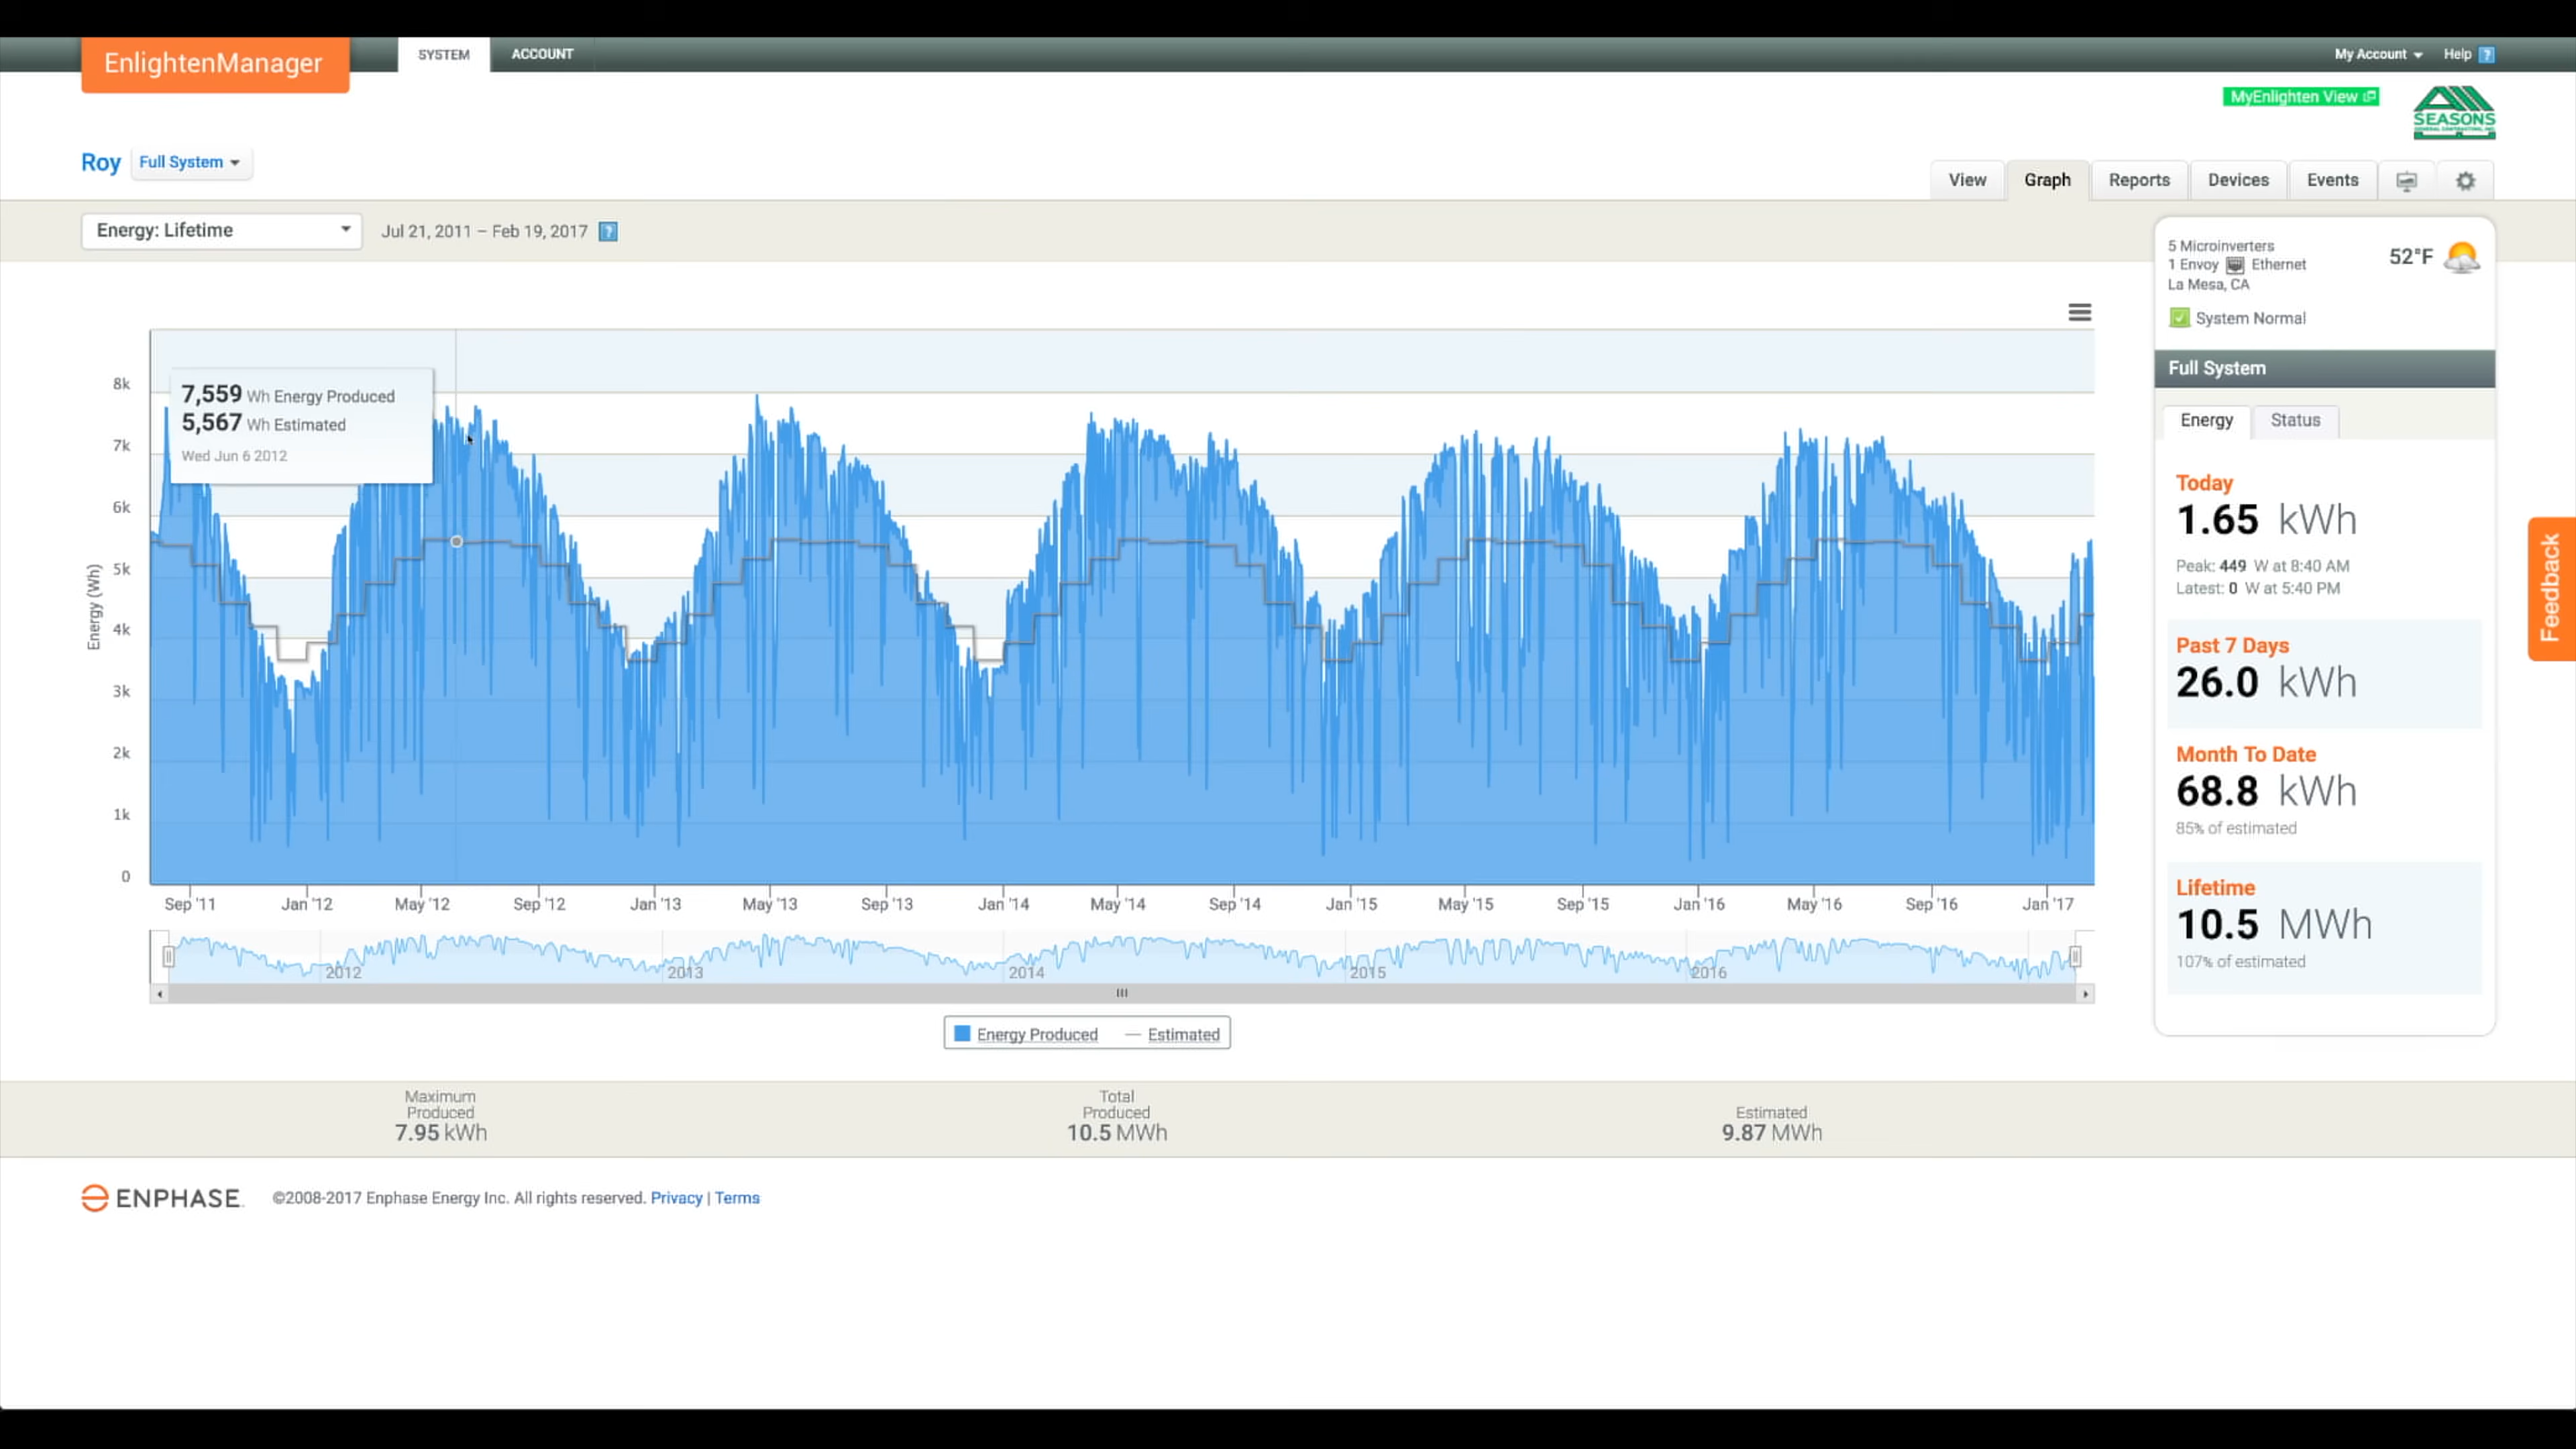 EnlightenManager
SYSTEM
ACCOUNT
My Account
Help ?
MyEnlighten View
SEASONS
Roy
Full System
View
Graph
Reports
Devices
Events
Energy: Lifetime
Jul 21, 2011 – Feb 19, 2017 ?
5 Microinverters
1 Envoy Ethernet
La Mesa, CA
52°F
System Normal
Full System
Energy
Status
Today
1.65 kWh
Peak: 449 W at 8:40 AM
Latest: 0 W at 5:40 PM
Past 7 Days
26.0 kWh
Month To Date
68.8 kWh
85% of estimated
Lifetime
10.5 MWh
107% of estimated
Feedback
7,559 Wh Energy Produced
5,567 Wh Estimated
Wed Jun 6 2012
Energy (Wh)
8k
7k
6k
5k
4k
3k
2k
1k
0
Sep '11
Jan '12
May '12
Sep '12
Jan '13
May '13
Sep '13
Jan '14
May '14
Sep '14
Jan '15
May '15
Sep '15
Jan '16
May '16
Sep '16
Jan '17
2012
2013
2014
2015
2016
Energy Produced
Estimated
Maximum
Produced
7.95 kWh
Total
Produced
10.5 MWh
Estimated
9.87 MWh
ENPHASE
©2008-2017 Enphase Energy Inc. All rights reserved. Privacy | Terms